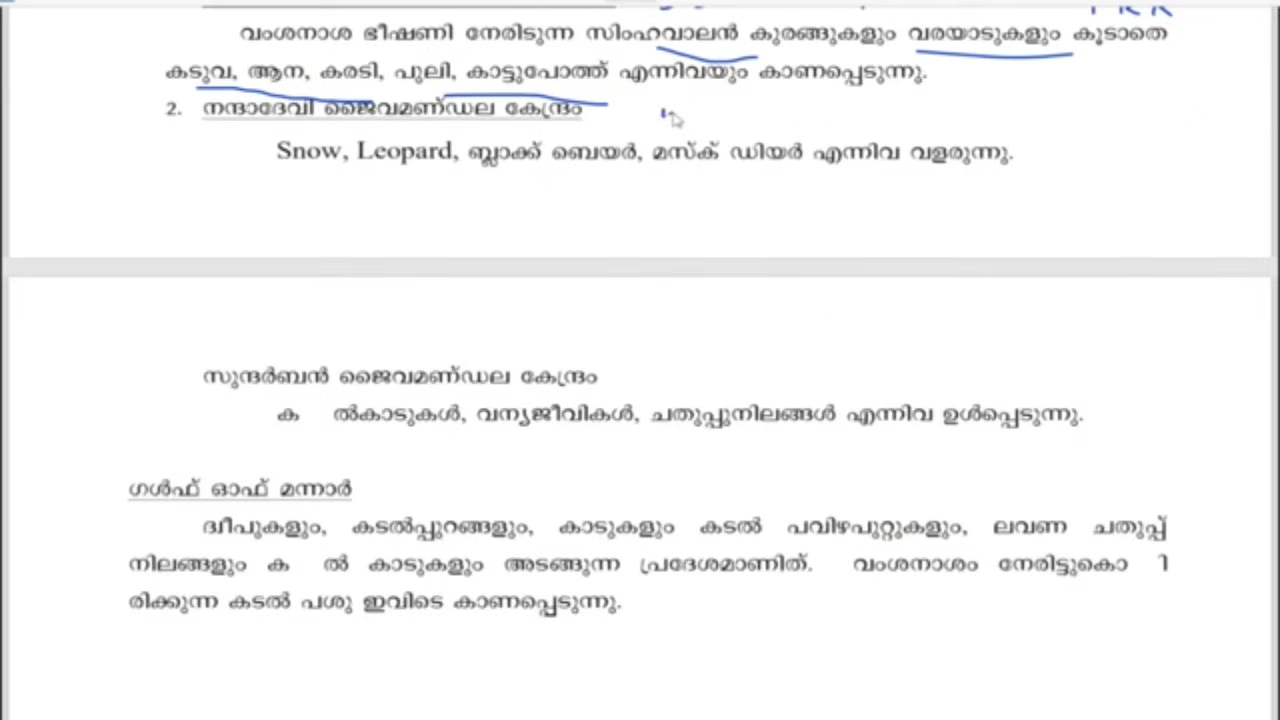 വംശനാശ ഭീഷണി നേരിടുന്ന സിംഹവാലൻ കുരങ്ങുകളും വരയാടുകളും കൂടാതെ
കടുവ, ആന, കരടി, പുലി, കാട്ടുപോത്ത് എന്നിവയും കാണപ്പെടുന്നു.
2. നന്ദാദേവി ജൈവമണ്ഡല കേന്ദ്രം
Snow, Leopard, ബ്ലാക്ക് ബെയർ, മസ്ക് ഡിയർ എന്നിവ വളരുന്നു.
സുന്ദർബൻ ജൈവമണ്ഡല കേന്ദ്രം
ക ൽകാടുകൾ, വന്യജീവികൾ, ചതുപ്പുനിലങ്ങൾ എന്നിവ ഉൾപ്പെടുന്നു.
ഗൾഫ് ഓഫ് മന്നാർ
ദ്വീപുകളും, കടൽപ്പുറങ്ങളും, കാടുകളും കടൽ പവിഴപുറ്റുകളും, ലവണ ചതുപ്പ്
നിലങ്ങളും ക ൽ കാടുകളും അടങ്ങുന്ന പ്രദേശമാണിത്. വംശനാശം നേരിട്ടുകൊ 1
രിക്കുന്ന കടൽ പശു ഇവിടെ കാണപ്പെടുന്നു.